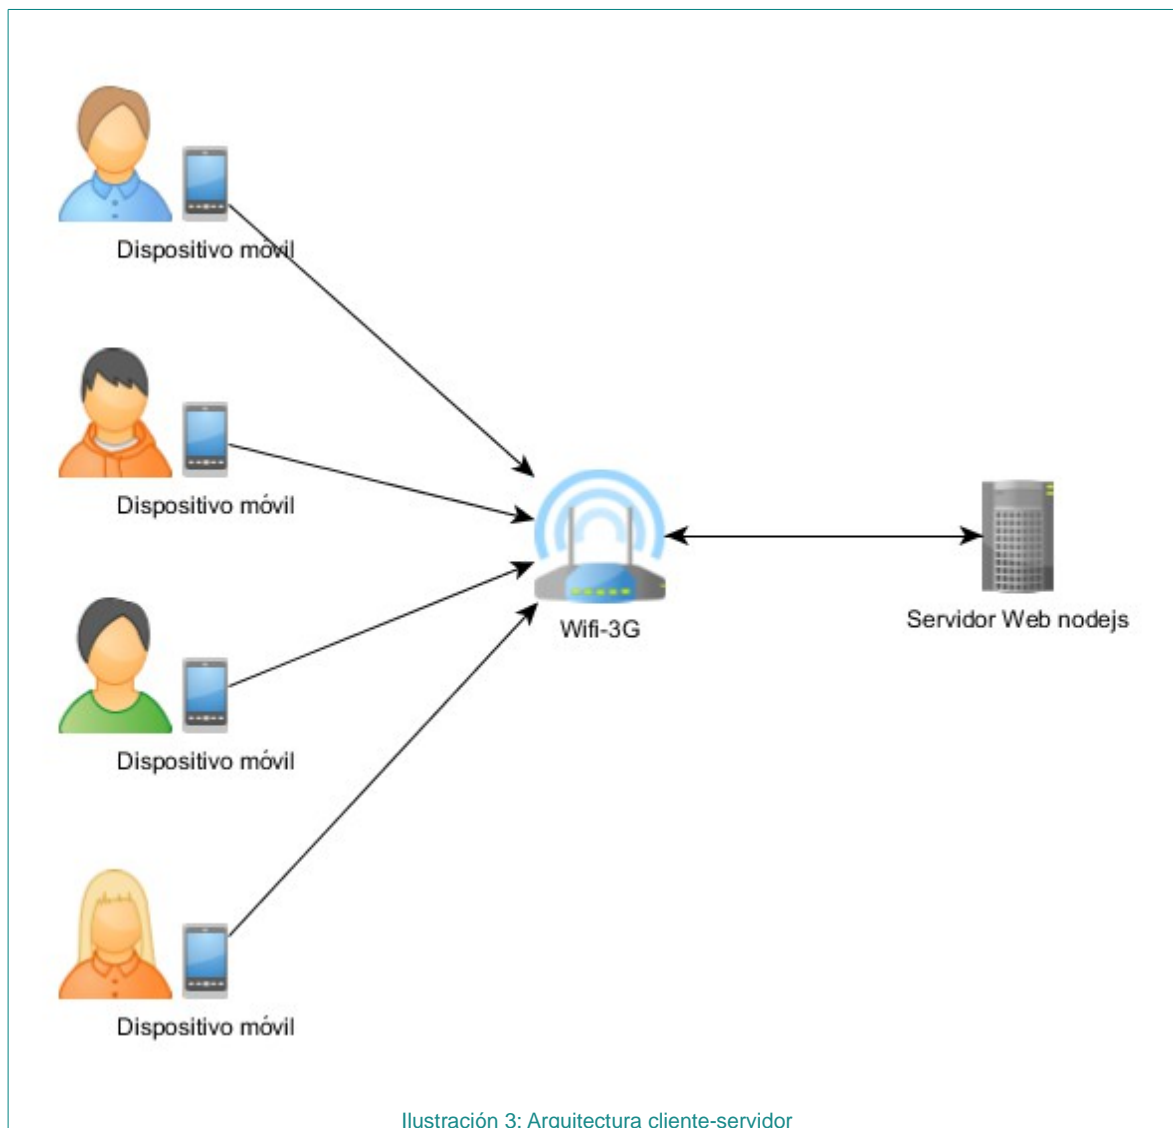 Dispositivo móvil
Dispositivo móvil
Wifi-3G
Servidor Web nodejs
Dispositivo móvil
Dispositivo móvil
Ilustración 3: Arquitectura cliente-servidor